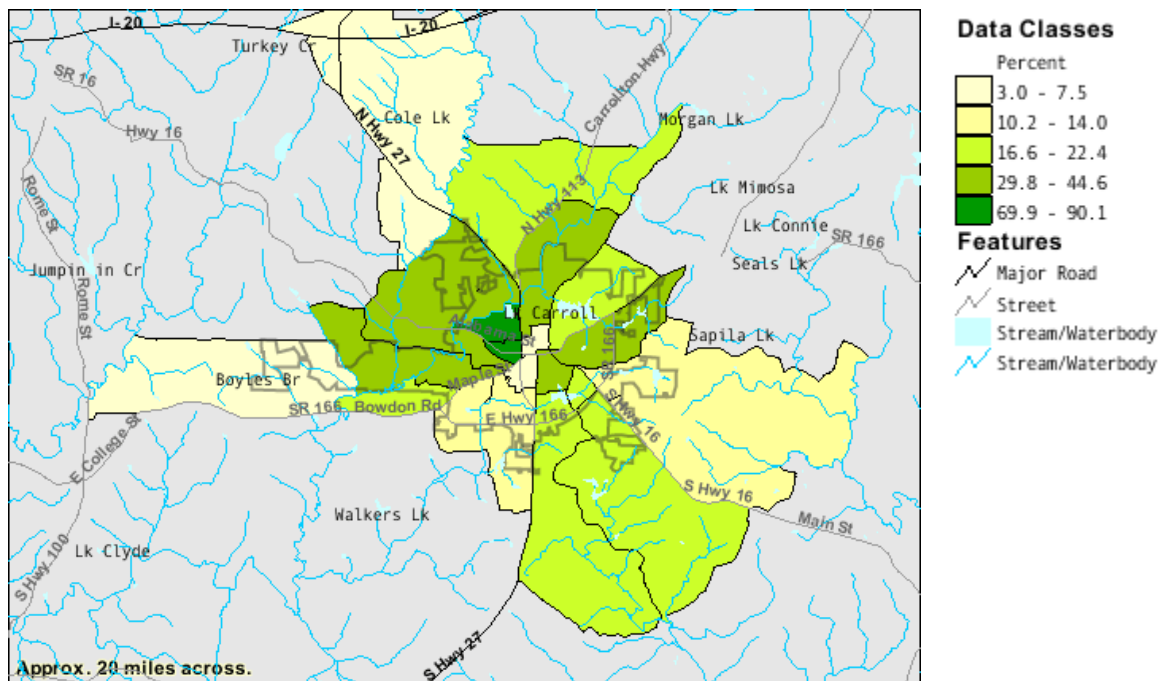 I- 20
I- 20
Turkey Cr
SR 16
Carrollton Hwy
N Hwy 27
Cole Lk
Morgan Lk
Hwy 16
Rome St
Lk Mimosa
N Hwy 113
Lk Connie
SR 166
Jumpin in Cr
Seals Lk
Rome St
Lk Carroll
Alabama St
Sapila Lk
SR 166
Boyles Br
Maple St
SR 166
Bowdon Rd
E Hwy 166
S Hwy 16
E College St
S Hwy 16
Walkers Lk
Main St
Lk Clyde
S Hwy 100
S Hwy 27
Approx. 20 miles across.
Data Classes
Percent
3.0 - 7.5
10.2 - 14.0
16.6 - 22.4
29.8 - 44.6
69.9 - 90.1
Features
Major Road
Street
Stream/Waterbody
Stream/Waterbody